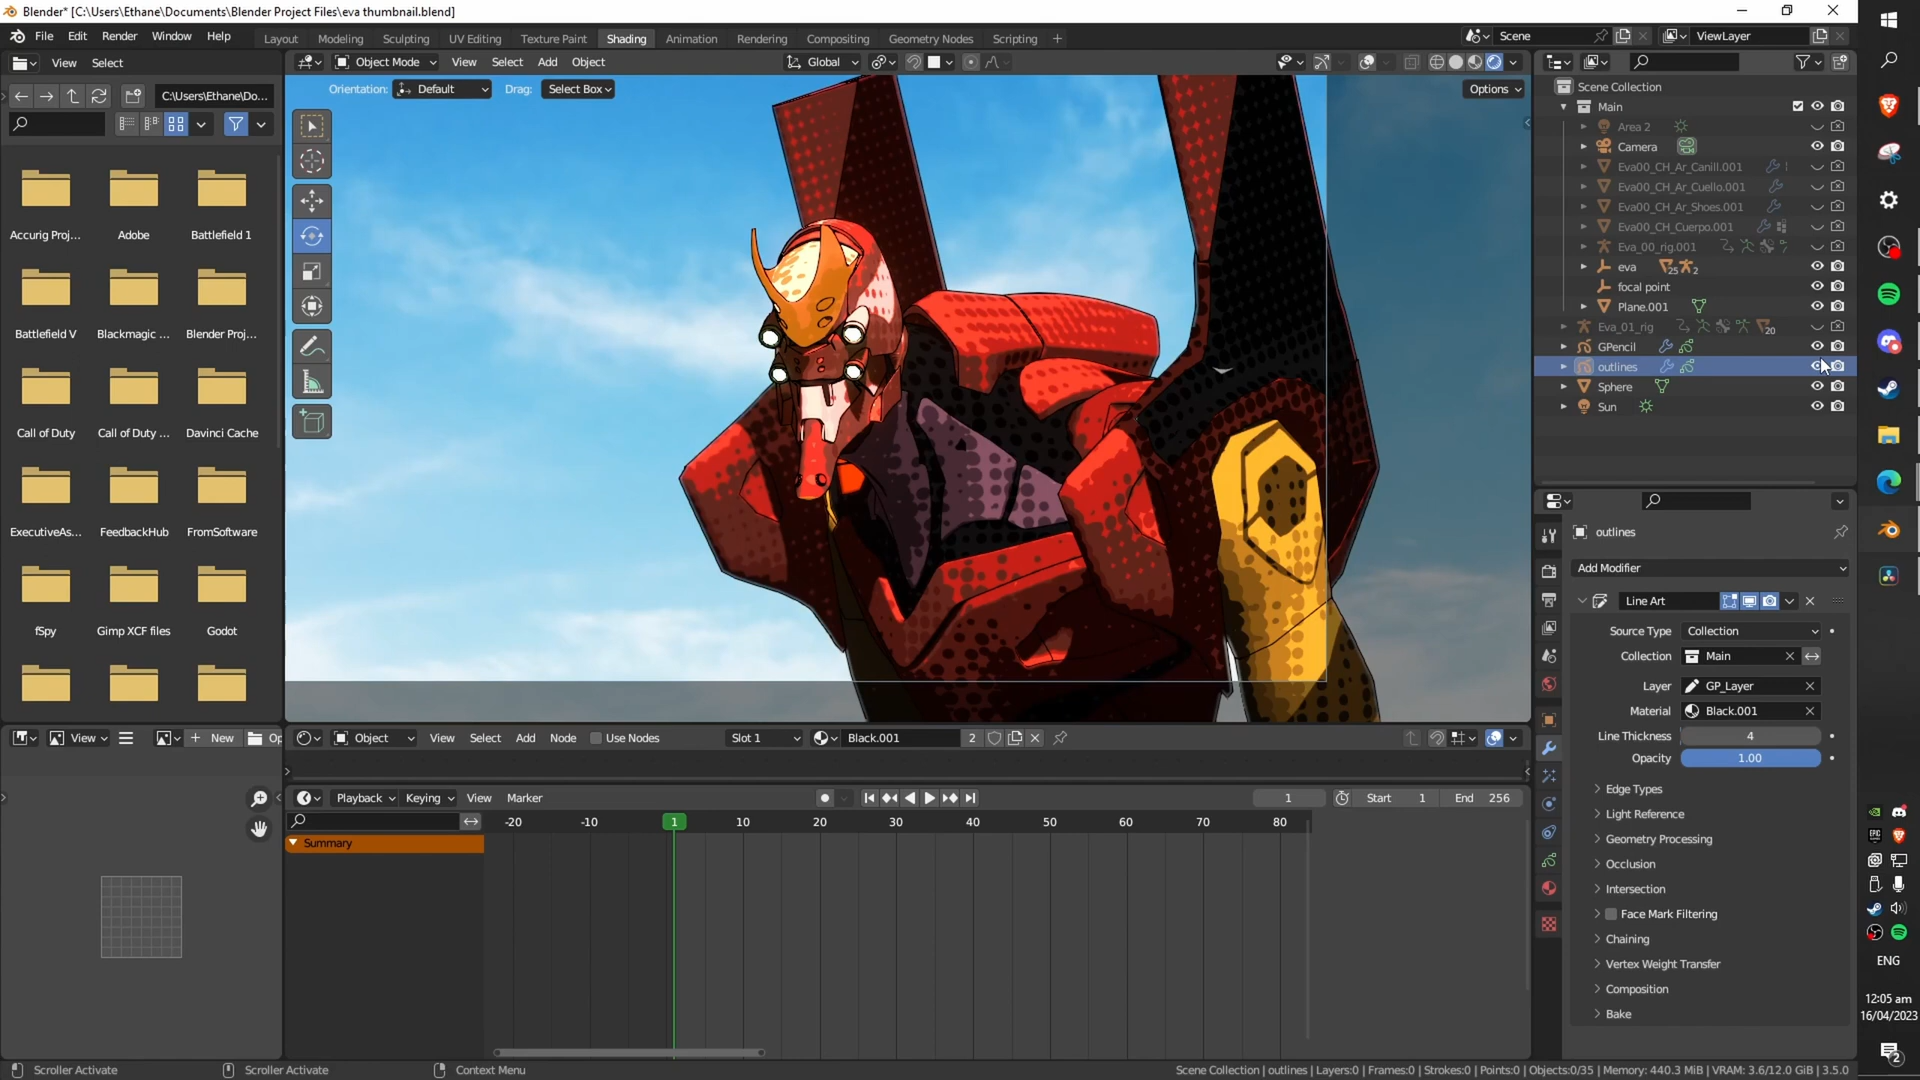 Blender* [C:\Users\Ethane\Documents\Blender Project Files\eva thumbnail.blend]
File Edit Render Window Help Layout Modeling Sculpting UV Editing Texture Paint Shading Animation Rendering Compositing Geometry Nodes Scripting + Scene ViewLayer
View Select Object Mode View Select Add Object Global
C:\Users\Ethane\Do... Orientation: Default Drag: Select Box Options
Scene Collection
Main
Area 2
Camera
Eva00_CH_Ar_Canill.001
Eva00_CH_Ar_Cuello.001
Eva00_CH_Ar_Shoes.001
Eva00_CH_Cuerpo.001
Eva_00_rig.001
eva 25 2
focal point
Plane.001
Eva_01_rig 20
GPencil
outlines
Sphere
Sun
Accurig Proj... Adobe Battlefield 1
Battlefield V Blackmagic ... Blender Proj...
Call of Duty Call of Duty ... Davinci Cache
ExecutiveAs... FeedbackHub FromSoftware
fSpy Gimp XCF files Godot
outlines
Add Modifier
Line Art
Source Type Collection
Collection Main
Layer GP_Layer
Material Black.001
Line Thickness 4
Opacity 1.00
Edge Types
Light Reference
Geometry Processing
Occlusion
Intersection
Face Mark Filtering
Chaining
Vertex Weight Transfer
Composition
Bake
View New Op Object View Select Add Node Use Nodes Slot 1 Black.001 2
Playback Keying View Marker 1 Start 1 End 256
-20 -10 1 10 20 30 40 50 60 70 80
Summary
ENG
12:05 am
16/04/2023
2
Scroller Activate Scroller Activate Context Menu Scene Collection | outlines | Layers:0 | Frames:0 | Strokes:0 | Points:0 | Objects:0/35 | Memory: 440.3 MiB | VRAM: 3.6/12.0 GiB | 3.5.0